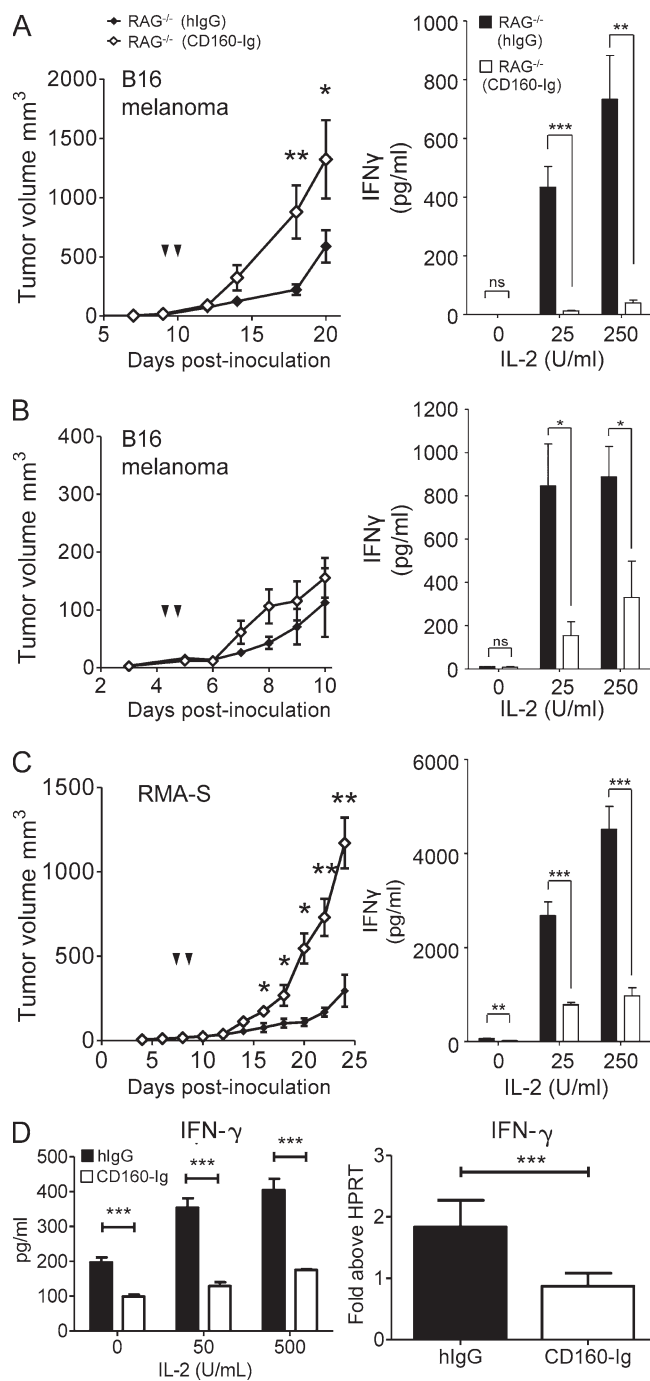 A
RAG-/- (hIgG)
RAG-/- (CD160-Ig)
B16
melanoma
Tumor volume mm3
2000
1500
1000
500
0
**
*
5
10
15
20
Days post-inoculation
RAG-/-
(hIgG)
RAG-/-
(CD160-Ig)
IFNγ
(pg/ml)
1000
800
600
400
200
0
ns
***
**
0
25
250
IL-2 (U/ml)
B
B16
melanoma
Tumor volume mm3
400
300
200
100
0
2
4
6
8
10
Days post-inoculation
IFNγ
(pg/ml)
1200
1000
800
600
400
200
0
ns
*
*
0
25
250
IL-2 (U/ml)
C
RMA-S
Tumor volume mm3
1500
1000
500
0
*
*
*
**
**
0
5
10
15
20
25
Days post-inoculation
IFNγ
(pg/ml)
6000
4000
2000
0
**
***
***
0
25
250
IL-2 (U/ml)
D
IFN-γ
hIgG
CD160-Ig
pg/ml
500
400
300
200
100
0
***
***
***
0
50
500
IL-2 (U/mL)
IFN-γ
Fold above HPRT
3
2
1
0
***
hIgG
CD160-Ig